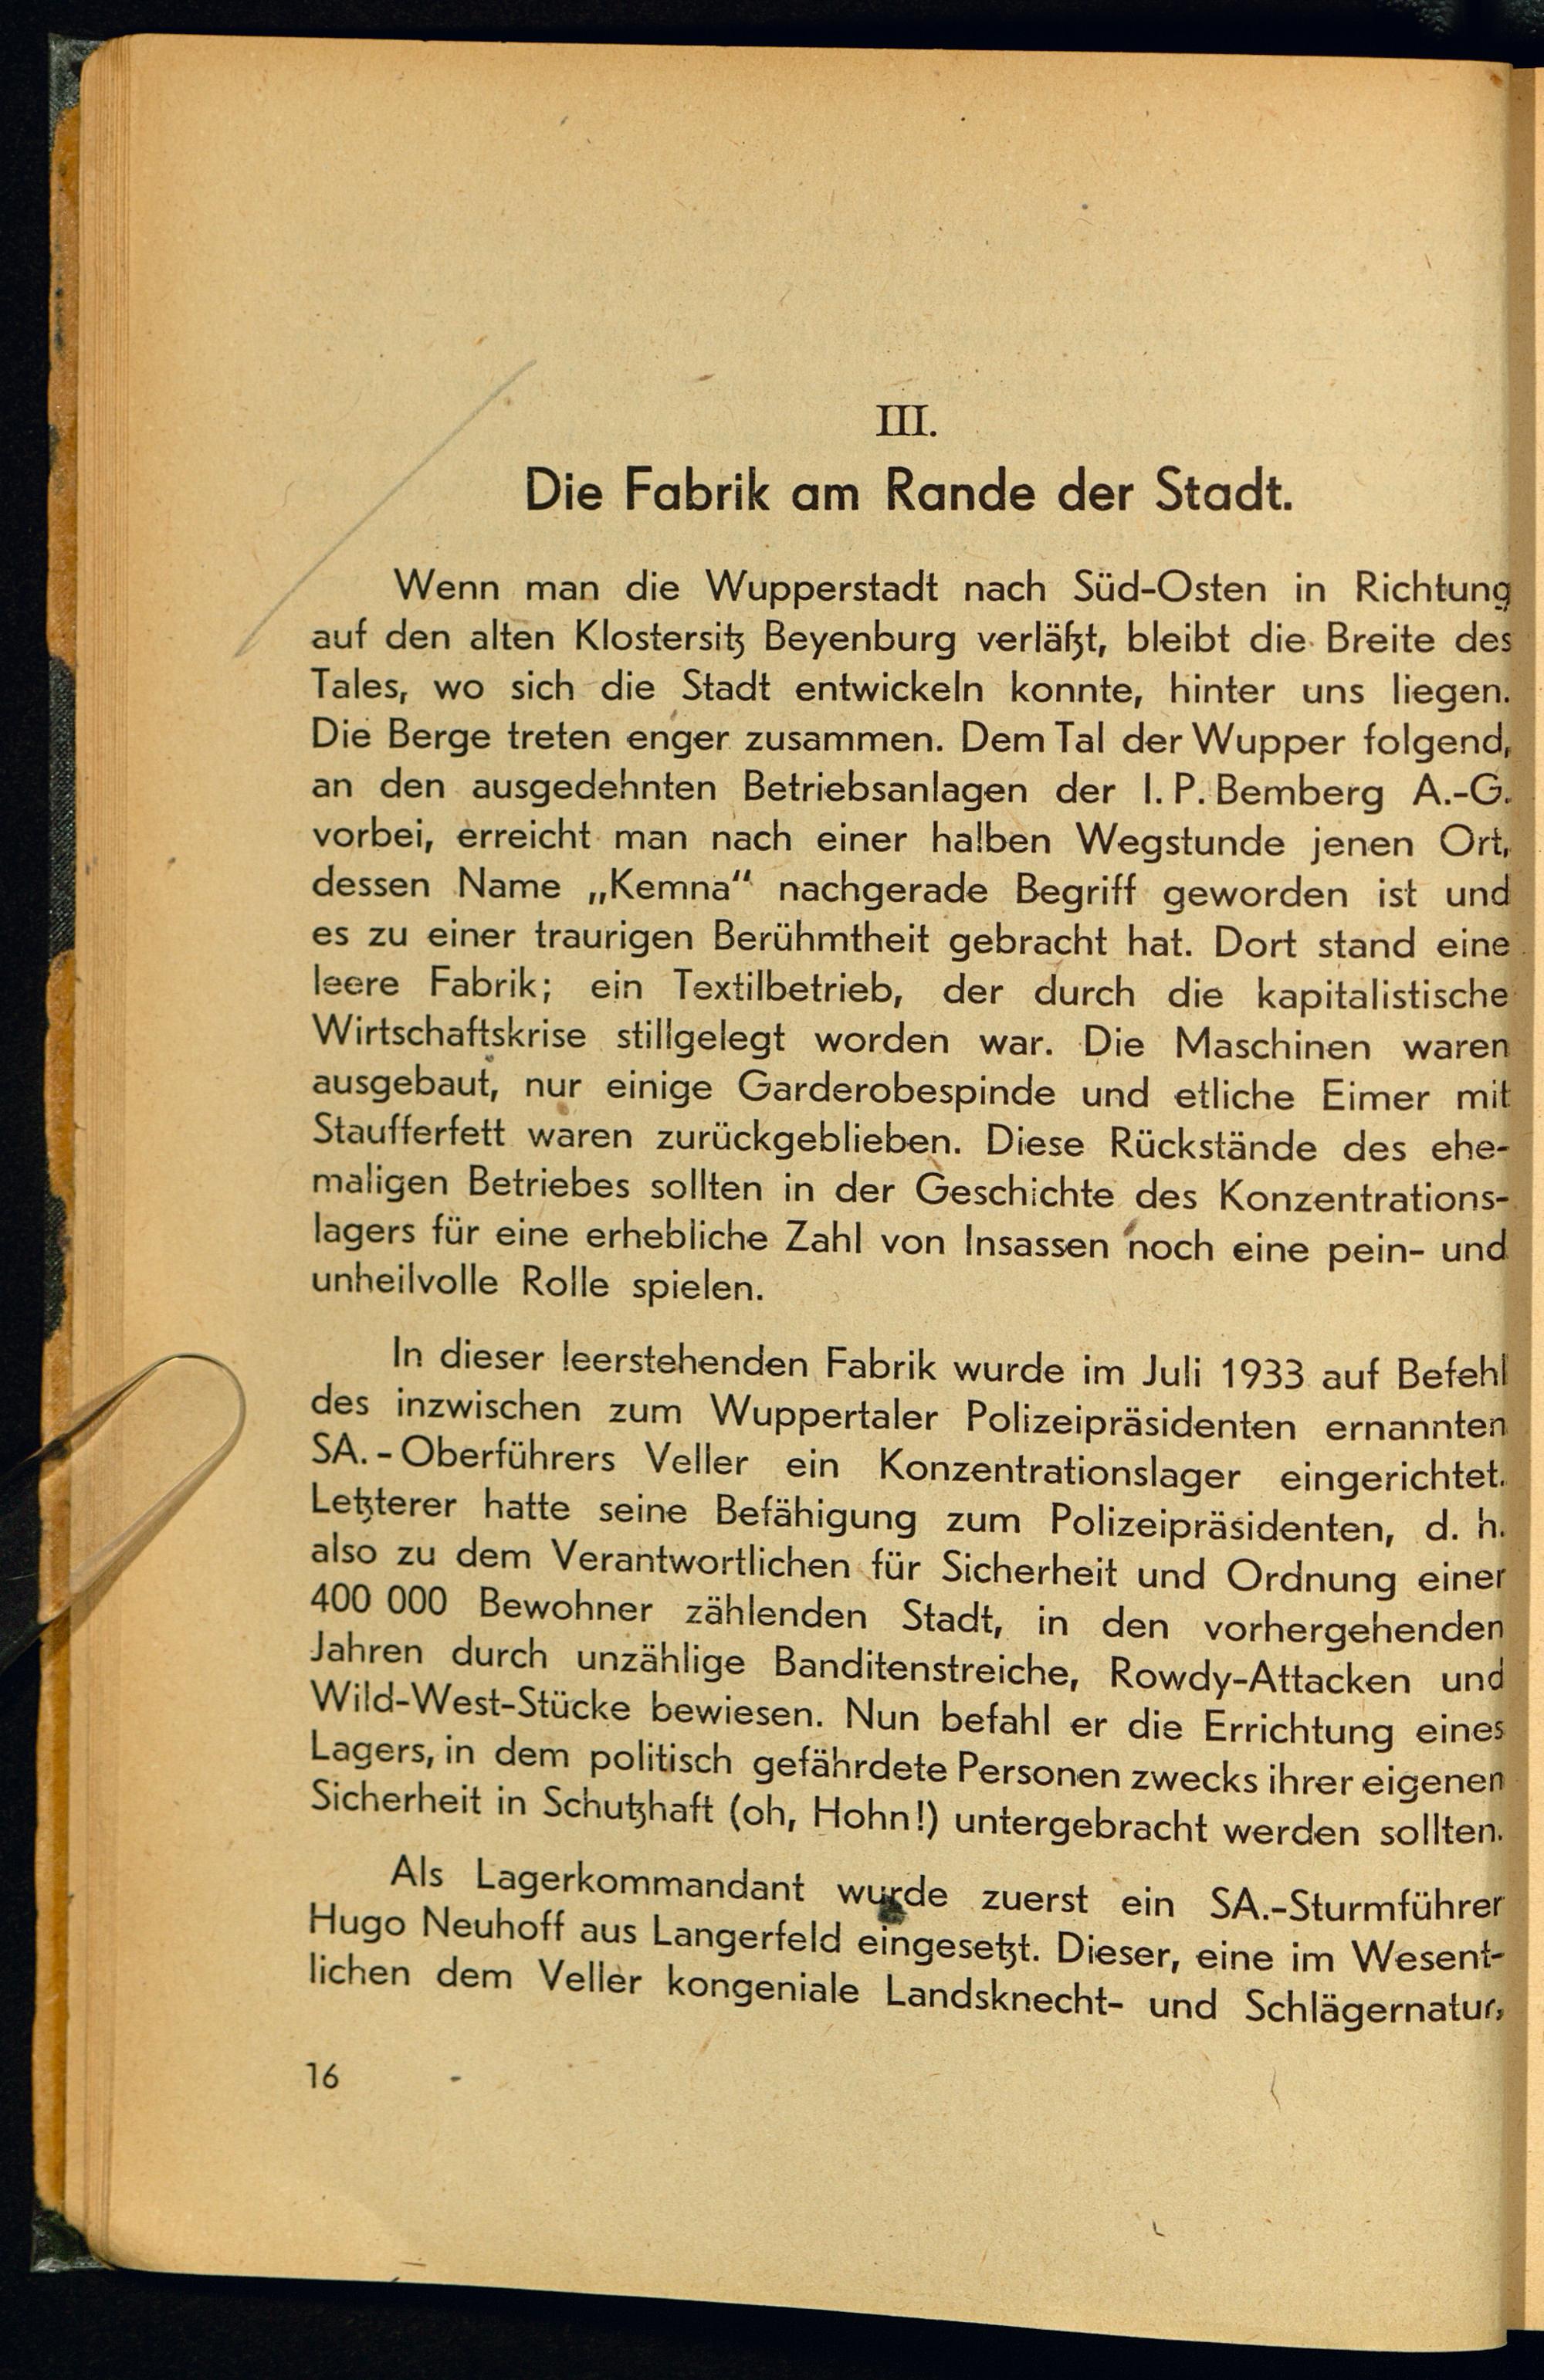 III.
Die Fabrik am Rande der Stadt.
Wenn man die Wupperstadt nach Süd-Osten in Richtung
auf den alten Klostersitz Beyenburg verläßt, bleibt die Breite des
Tales, wo sich die Stadt entwickeln konnte, hinter uns liegen.
Die Berge treten enger zusammen. Dem Tal der Wupper folgend,
an den ausgedehnten Betriebsanlagen der I. P. Bemberg A.-G.
vorbei, erreicht man nach einer halben Wegstunde jenen Ort,
dessen Name „Kemna“ nachgerade Begriff geworden ist und
es zu einer traurigen Berühmtheit gebracht hat. Dort stand eine
leere Fabrik; ein Textilbetrieb, der durch die kapitalistische
Wirtschaftskrise stillgelegt worden war. Die Maschinen waren
ausgebaut, nur einige Garderobespinde und etliche Eimer mit
Staufferfett waren zurückgeblieben. Diese Rückstände des ehe-
maligen Betriebes sollten in der Geschichte des Konzentrations-
lagers für eine erhebliche Zahl von Insassen noch eine pein- und
unheilvolle Rolle spielen.
In dieser leerstehenden Fabrik wurde im Juli 1933 auf Befehl
des inzwischen zum Wuppertaler Polizeipräsidenten ernannten
SA.-Oberführers Veller ein Konzentrationslager eingerichtet.
Letzterer hatte seine Befähigung zum Polizeipräsidenten, d. h.
also zu dem Verantwortlichen für Sicherheit und Ordnung einer
400 000 Bewohner zählenden Stadt, in den vorhergehenden
Jahren durch unzählige Banditenstreiche, Rowdy-Attacken und
Wild-West-Stücke bewiesen. Nun befahl er die Errichtung eines
Lagers, in dem politisch gefährdete Personen zwecks ihrer eigenen
Sicherheit in Schutzhaft (oh, Hohn!) untergebracht werden sollten.
Als Lagerkommandant wurde zuerst ein SA.-Sturmführer
Hugo Neuhoff aus Langerfeld eingesetzt. Dieser, eine im Wesent-
lichen dem Veller kongeniale Landsknecht- und Schlägernatur,
16